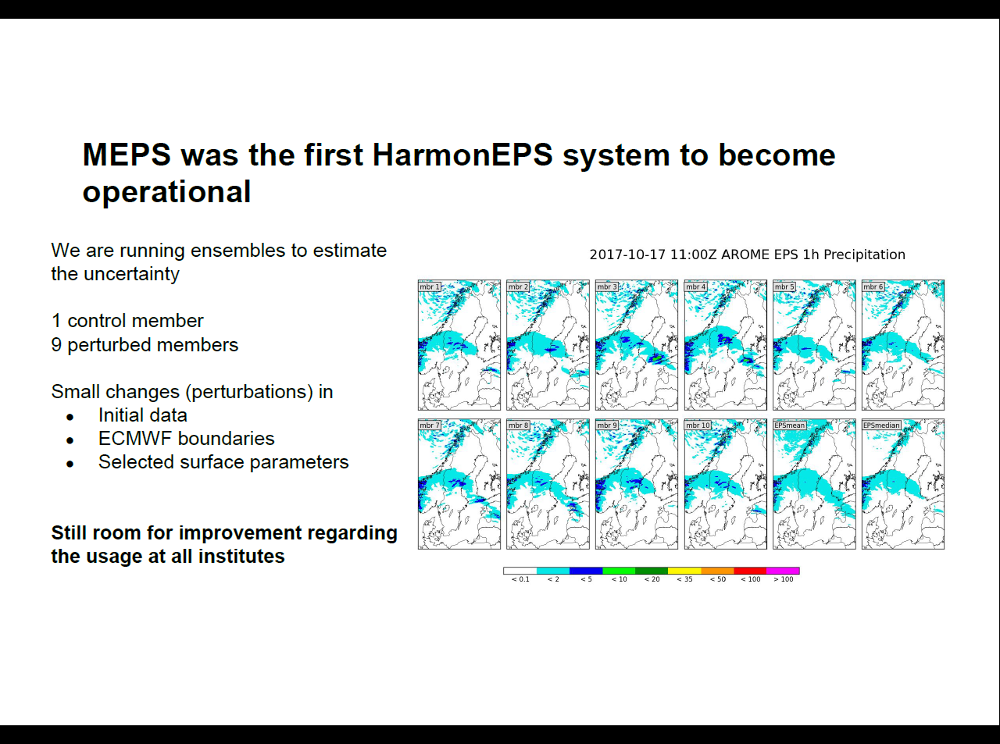 MEPS was the first HarmonEPS system to become
operational
We are running ensembles to estimate
the uncertainty
1 control member
9 perturbed members
Small changes (perturbations) in
● Initial data
● ECMWF boundaries
● Selected surface parameters
Still room for improvement regarding
the usage at all institutes
2017-10-17 11:00Z AROME EPS 1h Precipitation
mbr 1 mbr 2 mbr 3 mbr 4 mbr 5 mbr 6
mbr 7 mbr 8 mbr 9 mbr 10 EPSmean EPSmedian
< 0.1 < 2 < 5 < 10 < 20 < 35 < 50 < 100 > 100